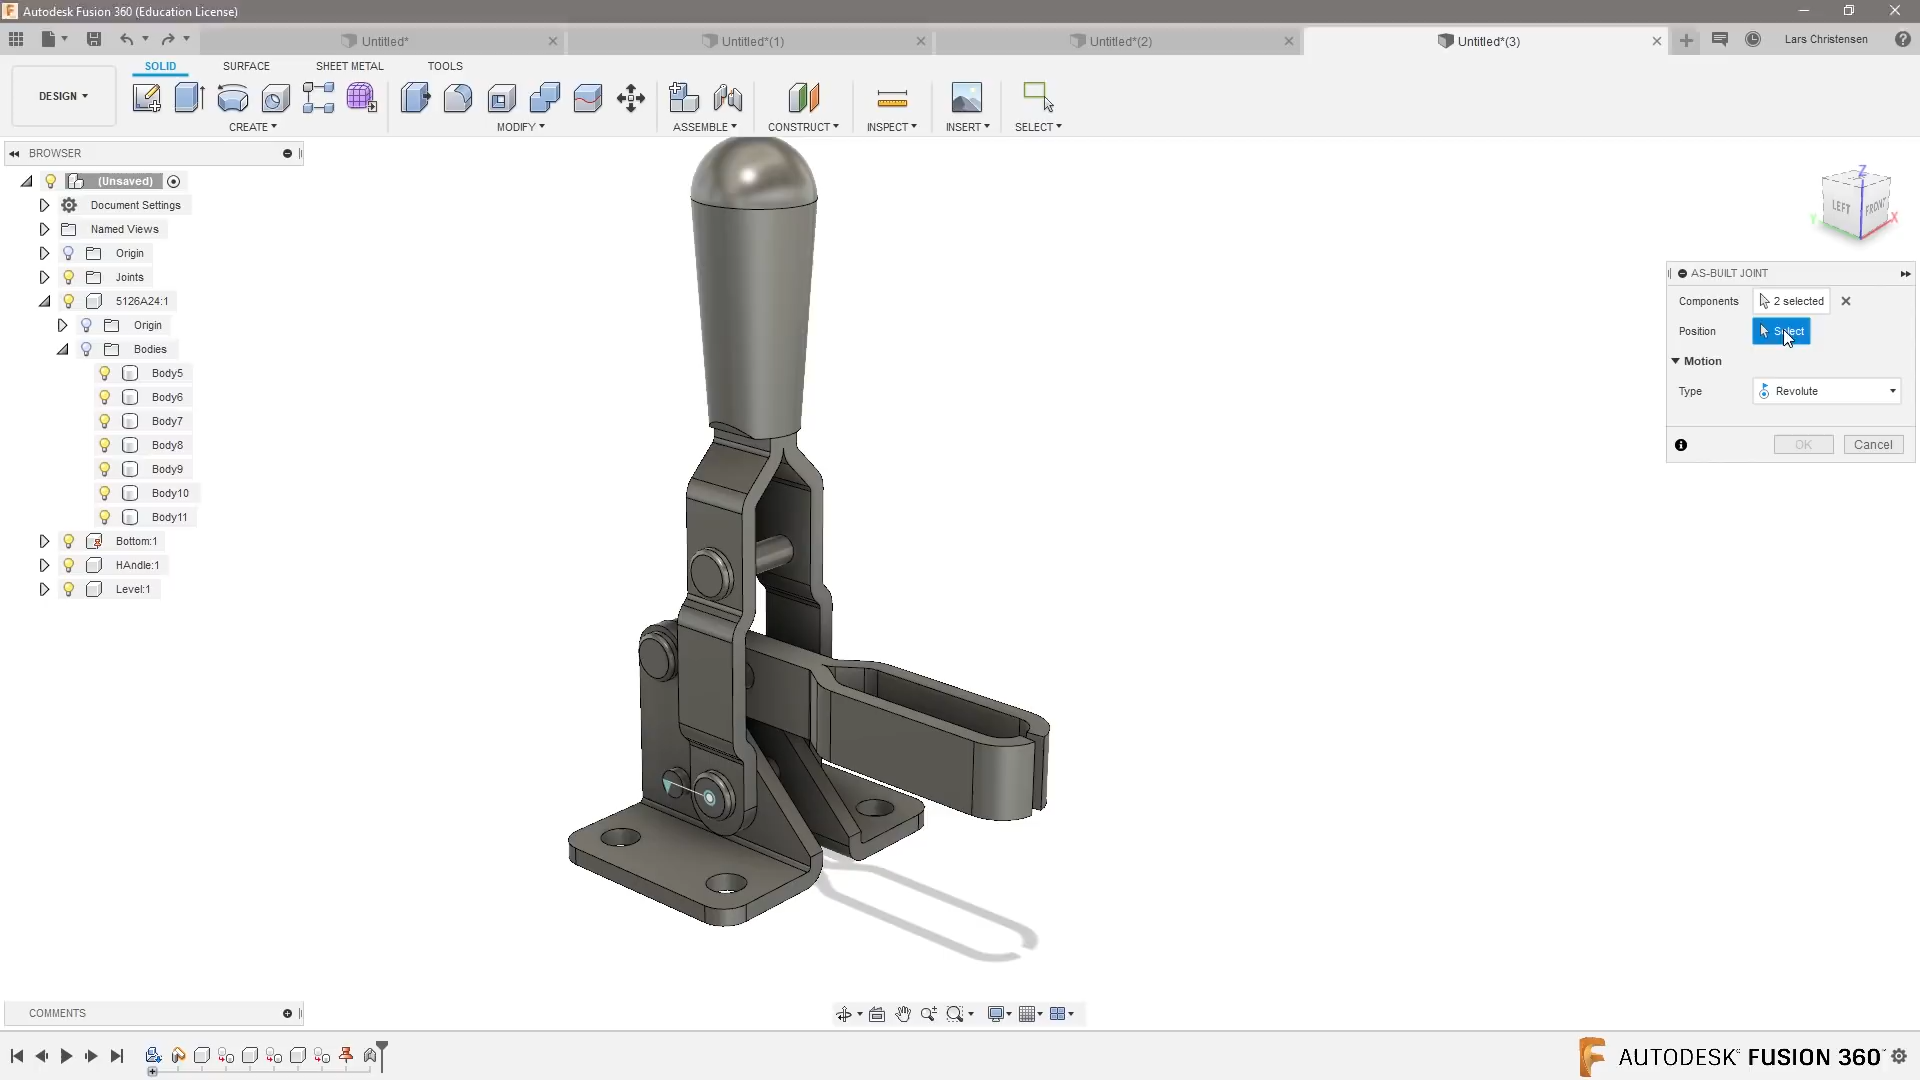 Autodesk Fusion 360 (Education License)
Untitled*
Untitled*(1)
Untitled*(2)
Untitled*(3)
Lars Christensen
DESIGN
SOLID
SURFACE
SHEET METAL
TOOLS
CREATE
MODIFY
ASSEMBLE
CONSTRUCT
INSPECT
INSERT
SELECT
BROWSER
(Unsaved)
Document Settings
Named Views
Origin
Joints
5126A24:1
Origin
Bodies
Body5
Body6
Body7
Body8
Body9
Body10
Body11
Bottom:1
HAndle:1
Level:1
Z
LEFT
FRONT
Y
X
AS-BUILT JOINT
Components
2 selected
Position
Select
Motion
Type
Revolute
OK
Cancel
COMMENTS
AUTODESK FUSION 360